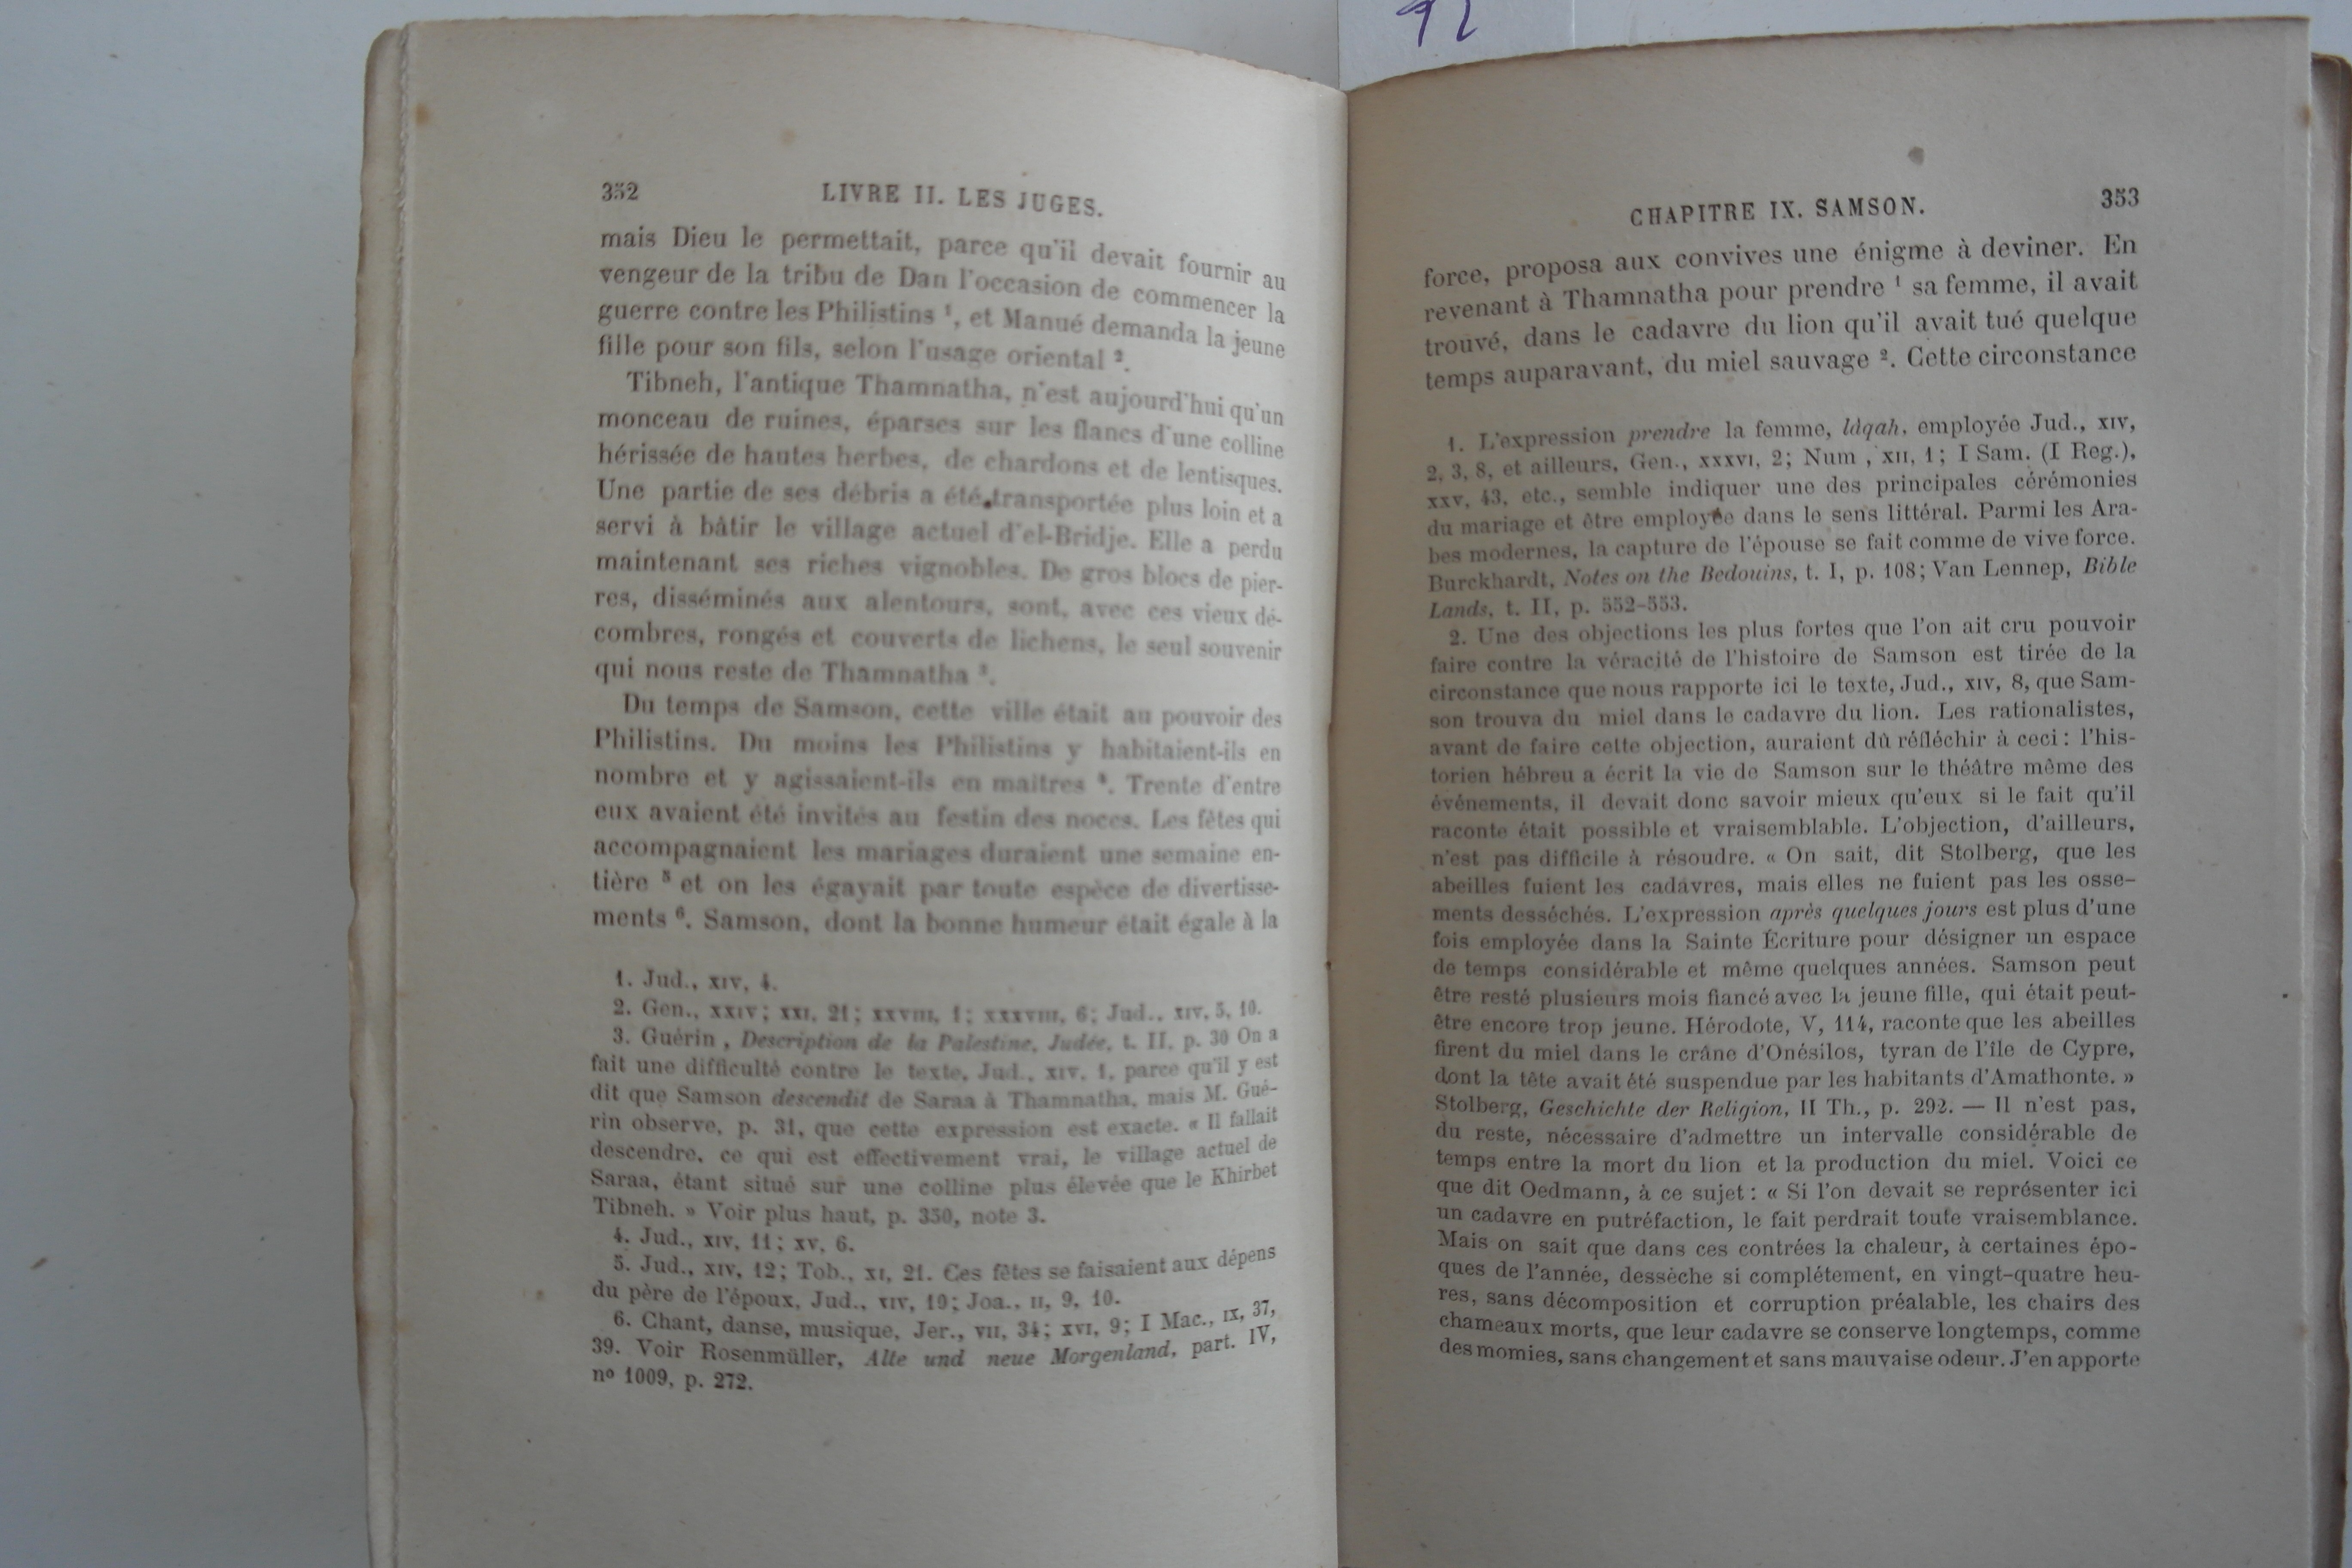 92
352
LIVRE II. LES JUGES.
mais Dieu le permettait, parce qu'il devait fournir au
vengeur de la tribu de Dan l'occasion de commencer la
guerre contre les Philistins ¹, et Manué demanda la jeune
fille pour son fils, selon l'usage oriental ².
Tibneh, l'antique Thamnatha, n'est aujourd'hui qu'un
monceau de ruines, éparses sur les flancs d'une colline
hérissée de hautes herbes, de chardons et de lentisques.
Une partie de ses débris a été transportée plus loin et a
servi à bâtir le village actuel d'el-Bridje. Elle a perdu
maintenant ses riches vignobles. De gros blocs de pier-
res, disséminés aux alentours, sont, avec ces vieux dé-
combres, rongés et couverts de lichens, le seul souvenir
qui nous reste de Thamnatha ³.
Du temps de Samson, cette ville était au pouvoir des
Philistins. Du moins les Philistins y habitaient-ils en
nombre et y agissaient-ils en maîtres ⁴. Trente d'entre
eux avaient été invités au festin des noces. Les fêtes qui
accompagnaient les mariages duraient une semaine en-
tière ⁵ et on les égayait par toute espèce de divertisse-
ments ⁶. Samson, dont la bonne humeur était égale à la
1. Jud., XIV, 4.
2. Gen., XXIV; XXI, 21; XXVIII, 1; XXXVIII, 6; Jud., XIV, 5, 10.
3. Guérin, Description de la Palestine, Judée, t. II, p. 30 On a
fait une difficulté contre le texte, Jud., XIV, 1, parce qu'il y est
dit que Samson descendit de Saraa à Thamnatha, mais M. Gué-
rin observe, p. 31, que cette expression est exacte. « Il fallait
descendre, ce qui est effectivement vrai, le village actuel de
Saraa, étant situé sur une colline plus élevée que le Khirbet
Tibneh. » Voir plus haut, p. 350, note 3.
4. Jud., XIV, 11; XV, 6.
5. Jud., XIV, 12; Tob., XI, 21. Ces fêtes se faisaient aux dépens
du père de l'époux, Jud., XIV, 10; Joa., II, 9, 10.
6. Chant, danse, musique, Jer., VII, 34; XVI, 9; I Mac., IX, 37,
39. Voir Rosenmüller, Alte und neue Morgenland, part. IV,
nº 1009, p. 272.
CHAPITRE IX. SAMSON.
353
force, proposa aux convives une énigme à deviner. En
revenant à Thamnatha pour prendre ¹ sa femme, il avait
trouvé, dans le cadavre du lion qu'il avait tué quelque
temps auparavant, du miel sauvage ². Cette circonstance
1. L'expression prendre la femme, lâqah, employée Jud., XIV,
2, 3, 8, et ailleurs, Gen., XXXVI, 2; Num , XII, 1; I Sam. (I Reg.),
XXV, 43, etc., semble indiquer une des principales cérémonies
du mariage et être employée dans le sens littéral. Parmi les Ara-
bes modernes, la capture de l'épouse se fait comme de vive force.
Burckhardt, Notes on the Bedouins, t. I, p. 108; Van Lennep, Bible
Lands, t. II, p. 552-553.
2. Une des objections les plus fortes que l'on ait cru pouvoir
faire contre la véracité de l'histoire de Samson est tirée de la
circonstance que nous rapporte ici le texte, Jud., XIV, 8, que Sam-
son trouva du miel dans le cadavre du lion. Les rationalistes,
avant de faire cette objection, auraient dû réfléchir à ceci : l'his-
torien hébreu a écrit la vie de Samson sur le théâtre même des
événements, il devait donc savoir mieux qu'eux si le fait qu'il
raconte était possible et vraisemblable. L'objection, d'ailleurs,
n'est pas difficile à résoudre. « On sait, dit Stolberg, que les
abeilles fuient les cadavres, mais elles ne fuient pas les osse-
ments desséchés. L'expression après quelques jours est plus d'une
fois employée dans la Sainte Écriture pour désigner un espace
de temps considérable et même quelques années. Samson peut
être resté plusieurs mois fiancé avec la jeune fille, qui était peut-
être encore trop jeune. Hérodote, V, 114, raconte que les abeilles
firent du miel dans le crâne d'Onésilos, tyran de l'île de Cypre,
dont la tête avait été suspendue par les habitants d'Amathonte. »
Stolberg, Geschichte der Religion, II Th., p. 292. — Il n'est pas,
du reste, nécessaire d'admettre un intervalle considérable de
temps entre la mort du lion et la production du miel. Voici ce
que dit Oedmann, à ce sujet : « Si l'on devait se représenter ici
un cadavre en putréfaction, le fait perdrait toute vraisemblance.
Mais on sait que dans ces contrées la chaleur, à certaines épo-
ques de l'année, dessèche si complétement, en vingt-quatre heu-
res, sans décomposition et corruption préalable, les chairs des
chameaux morts, que leur cadavre se conserve longtemps, comme
des momies, sans changement et sans mauvaise odeur. J'en apporte